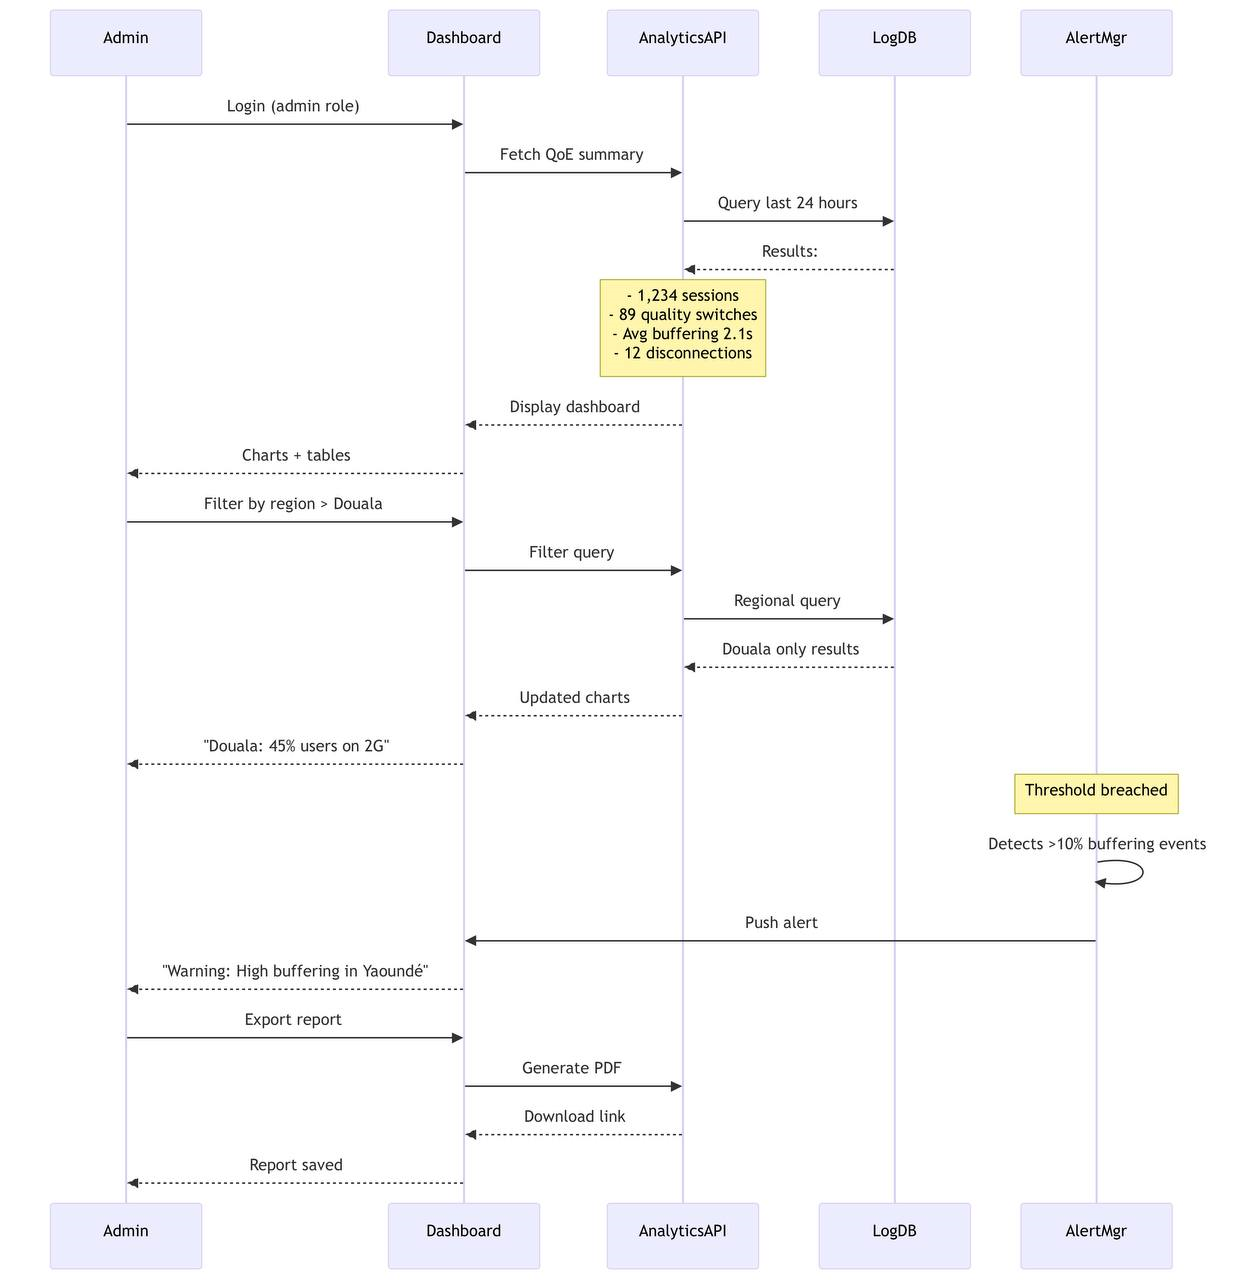 Admin
Dashboard
AnalyticsAPI
LogDB
AlertMgr
Login (admin role)
Fetch QoE summary
Query last 24 hours
Results:
- 1,234 sessions
- 89 quality switches
- Avg buffering 2.1s
- 12 disconnections
Display dashboard
Charts + tables
Filter by region > Douala
Filter query
Regional query
Douala only results
Updated charts
"Douala: 45% users on 2G"
Threshold breached
Detects >10% buffering events
Push alert
"Warning: High buffering in Yaoundé"
Export report
Generate PDF
Download link
Report saved
Admin
Dashboard
AnalyticsAPI
LogDB
AlertMgr